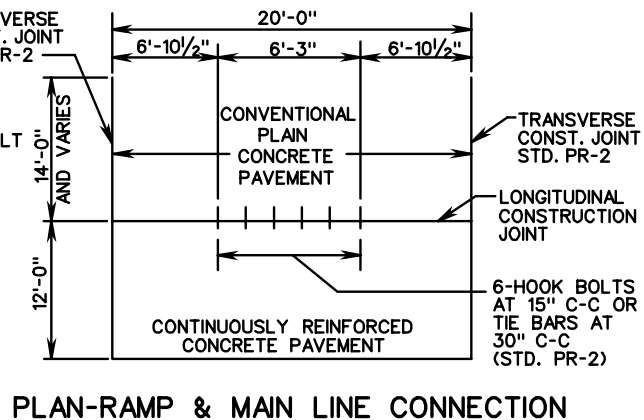 VERSE
. JOINT
R-2
20'-0"
6'-10½"
6'-3"
6'-10½"
LT
14'-0"
AND VARIES
CONVENTIONAL
PLAIN
CONCRETE
PAVEMENT
TRANSVERSE
CONST. JOINT
STD. PR-2
LONGITUDINAL
CONSTRUCTION
JOINT
12'-0"
CONTINUOUSLY REINFORCED
CONCRETE PAVEMENT
6-HOOK BOLTS
AT 15" C-C OR
TIE BARS AT
30" C-C
(STD. PR-2)
PLAN-RAMP & MAIN LINE CONNECTION